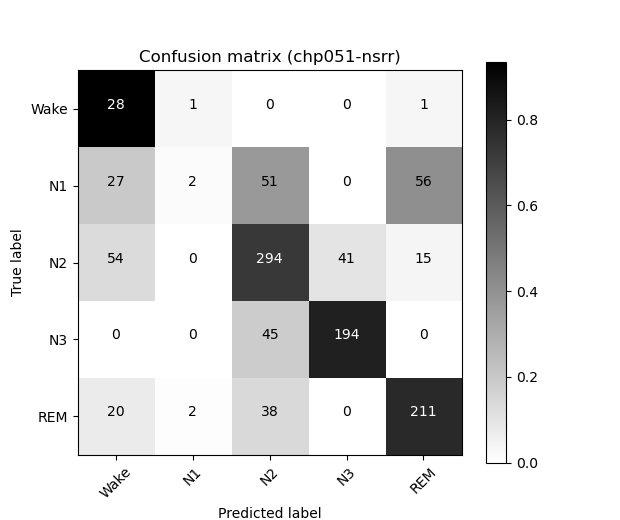 Confusion matrix (chp051-nsrr)
Wake 28 1 0 0 1
N1 27 2 51 0 56
N2 54 0 294 41 15
N3 0 0 45 194 0
REM 20 2 38 0 211
Wake N1 N2 N3 REM
Predicted label
True label
0.8
0.6
0.4
0.2
0.0